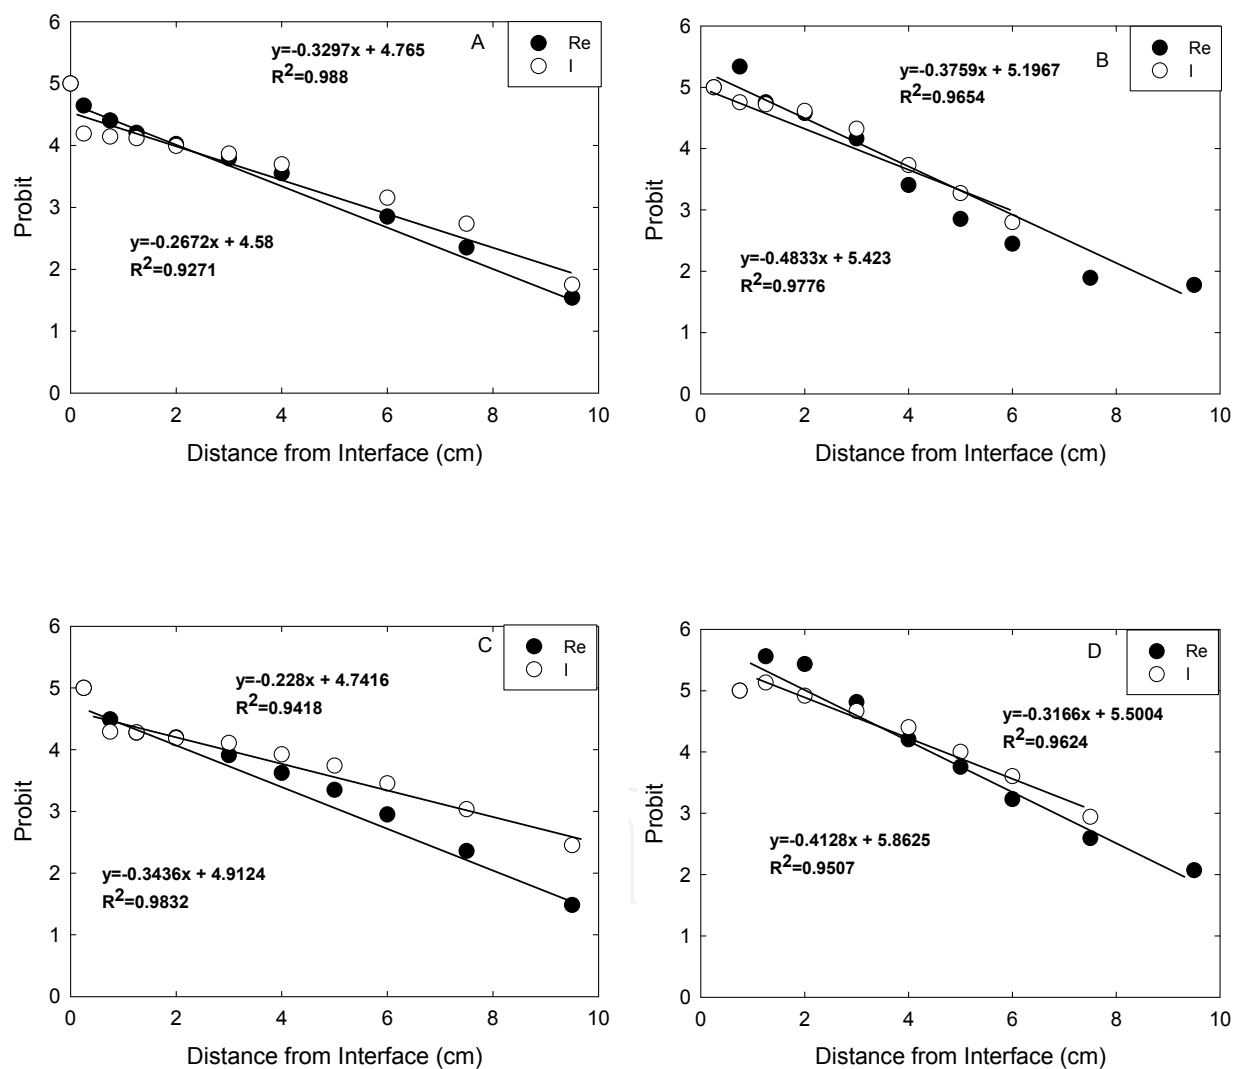 6
5
4
3
2
1
0
Probit
y=-0.3297x + 4.765
R2=0.988
A
Re
I
y=-0.2672x + 4.58
R2=0.9271
0 2 4 6 8 10
Distance from Interface (cm)
6
5
4
3
2
1
0
Probit
y=-0.3759x + 5.1967
R2=0.9654
B
Re
I
y=-0.4833x + 5.423
R2=0.9776
0 2 4 6 8 10
Distance from Interface (cm)
6
5
4
3
2
1
0
Probit
y=-0.228x + 4.7416
R2=0.9418
C
Re
I
y=-0.3436x + 4.9124
R2=0.9832
0 2 4 6 8 10
Distance from Interface (cm)
6
5
4
3
2
1
0
Probit
D
Re
I
y=-0.3166x + 5.5004
R2=0.9624
y=-0.4128x + 5.8625
R2=0.9507
0 2 4 6 8 10
Distance from Interface (cm)